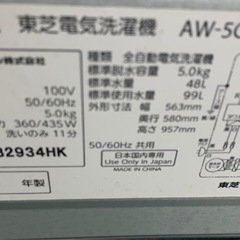 東芝電気洗濯機 AW-5G
種類 全自動電気洗濯機
標準脱水容量 5.0kg
標準水量 48L
標準使用水量 99L
外形寸法 幅 563mm
奥行 580mm
高さ 957mm
50/60Hz 共用
日本国内専用
Use only in Japan
MADE IN CHINA
株式会社
100V
50/60Hz
5.0kg
力 360/435W
洗いのみ 11分
B2934HK
年製
東芝